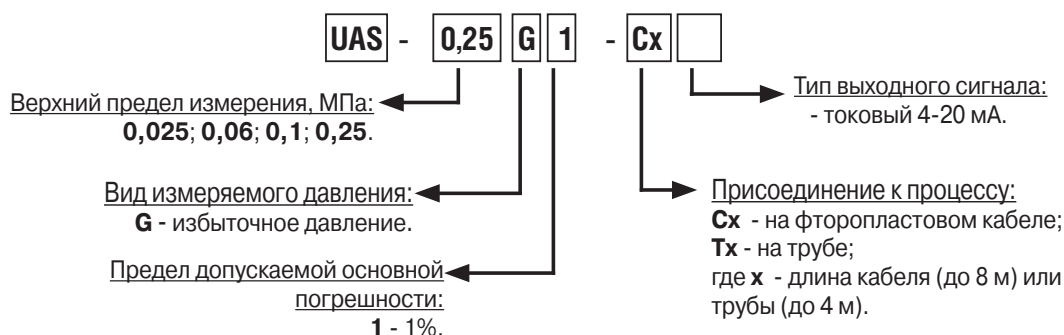 UAS - 0,25 G 1 - Cx
Верхний предел измерения, МПа:
0,025; 0,06; 0,1; 0,25.
Вид измеряемого давления:
G - избыточное давление.
Предел допускаемой основной
погрешности:
1 - 1%.
Тип выходного сигнала:
- токовый 4-20 мА.
Присоединение к процессу:
Cx - на фторопластовом кабеле;
Tx - на трубе;
где x - длина кабеля (до 8 м) или
трубы (до 4 м).